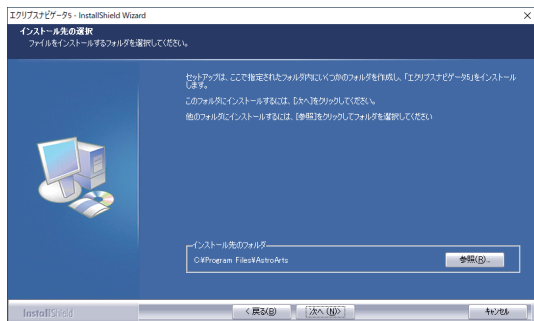 エクリプスナビゲータ5 - InstallShield Wizard
インストール先の選択
ファイルをインストールするフォルダを選択してください。
セットアップは、ここで指定されたフォルダ内にいくつかのフォルダを作成し、「エクリプスナビゲータ5」をインストール
します。
このフォルダにインストールするには、[次へ]をクリックしてください。
他のフォルダにインストールするには、[参照]をクリックしてフォルダを選択してください
インストール先のフォルダ
C:¥Program Files¥AstroArts
参照(R)...
InstallShield
< 戻る(B)
次へ (N)>
キャンセル